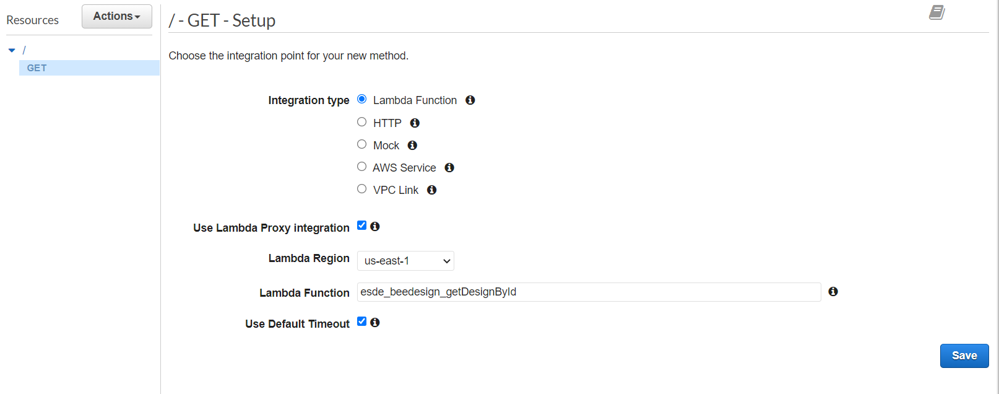 Resources
Actions
/
GET
/ - GET - Setup
Choose the integration point for your new method.
Integration type
Lambda Function
HTTP
Mock
AWS Service
VPC Link
Use Lambda Proxy integration
Lambda Region
us-east-1
Lambda Function
esde_beedesign_getDesignById
Use Default Timeout
Save